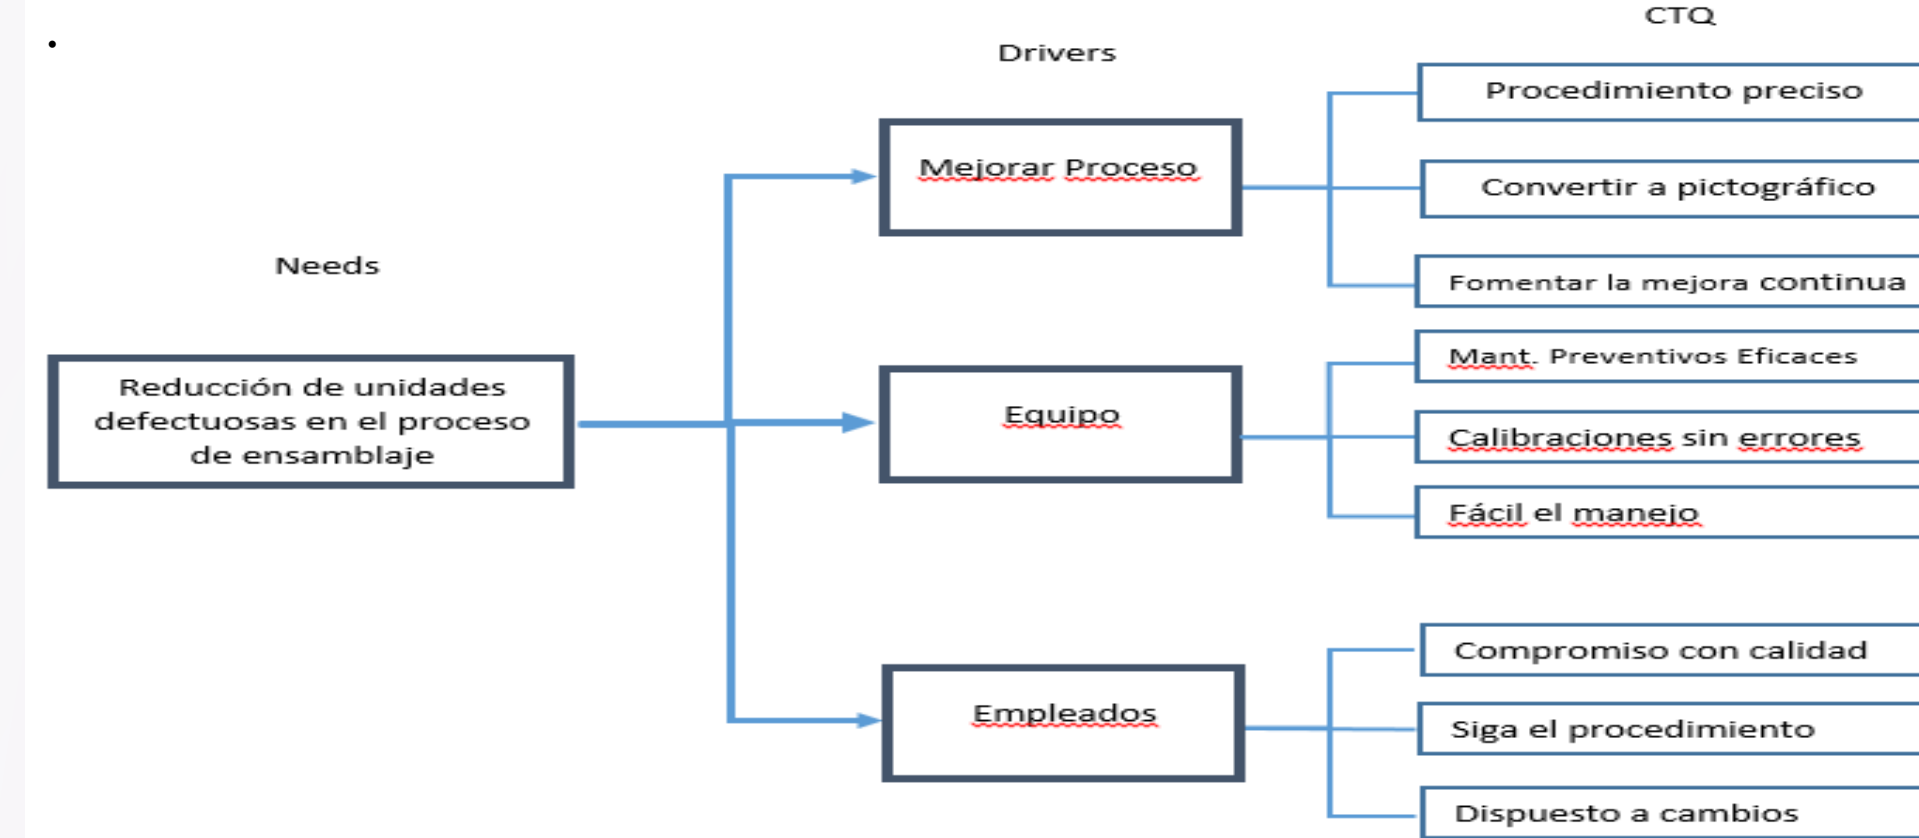 CTQ
Drivers
Procedimiento preciso
Mejorar Proceso
Convertir a pictográfico
Needs
Fomentar la mejora continua
Mant. Preventivos Eficaces
Reducción de unidades
defectuosas en el proceso
de ensamblaje
Equipo
Calibraciones sin errores
Fácil el manejo
Compromiso con calidad
Empleados
Siga el procedimiento
Dispuesto a cambios